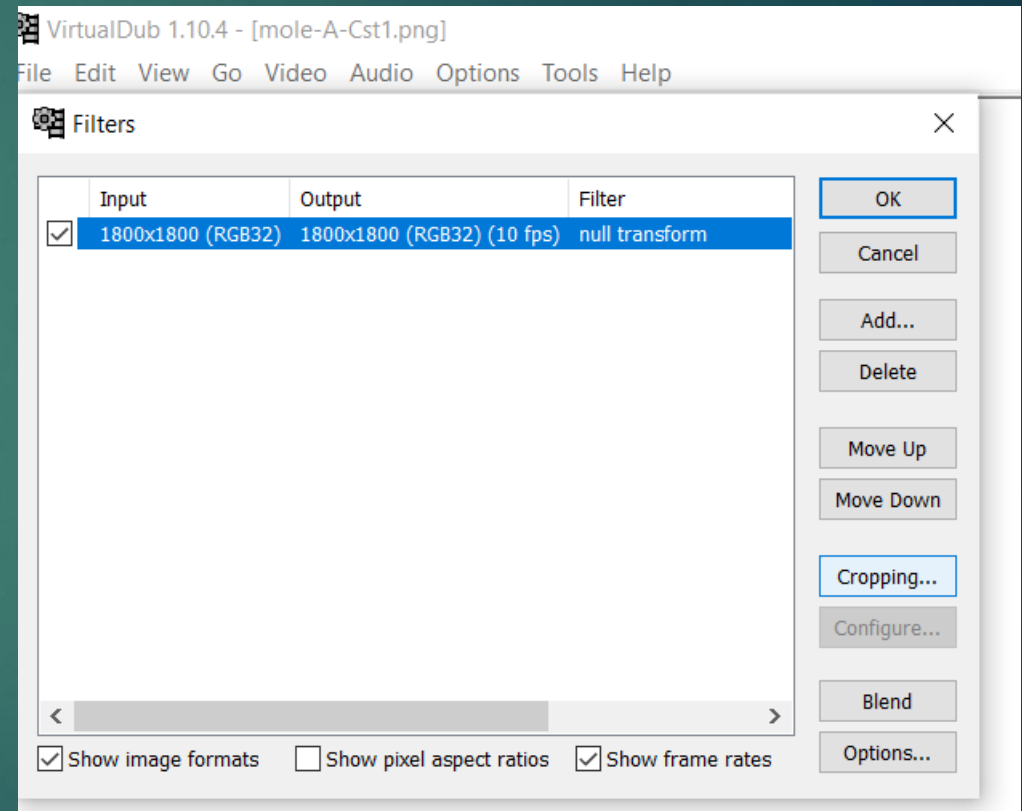 VirtualDub 1.10.4 - [mole-A-Cst1.png]
File Edit View Go Video Audio Options Tools Help
Filters
Input Output Filter
1800x1800 (RGB32) 1800x1800 (RGB32) (10 fps) null transform
OK
Cancel
Add...
Delete
Move Up
Move Down
Cropping...
Configure...
Blend
Options...
Show image formats Show pixel aspect ratios Show frame rates